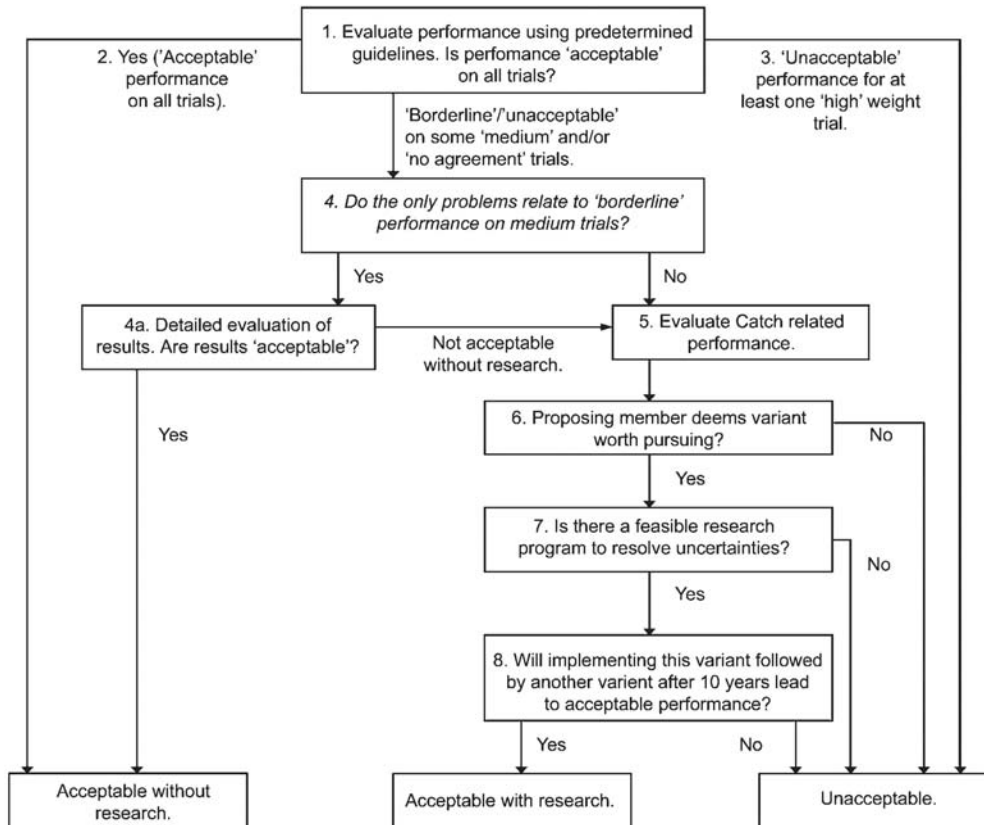 1. Evaluate performance using predetermined
guidelines. Is perfomance ‘acceptable’
on all trials?
2. Yes (’Acceptable’
performance
on all trials).
3. ‘Unacceptable’
performance for at
least one ‘high’ weight
trial.
‘Borderline’/’unacceptable’
on some ‘medium’ and/or
‘no agreement’ trials.
4. Do the only problems relate to ‘borderline’
performance on medium trials?
Yes
No
4a. Detailed evaluation of
results. Are results ‘acceptable’?
Not acceptable
without research.
5. Evaluate Catch related
performance.
Yes
6. Proposing member deems variant
worth pursuing?
No
Yes
7. Is there a feasible research
program to resolve uncertainties?
No
Yes
8. Will implementing this variant followed
by another varient after 10 years lead
to acceptable performance?
Yes
No
Acceptable without
research.
Acceptable with research.
Unacceptable.